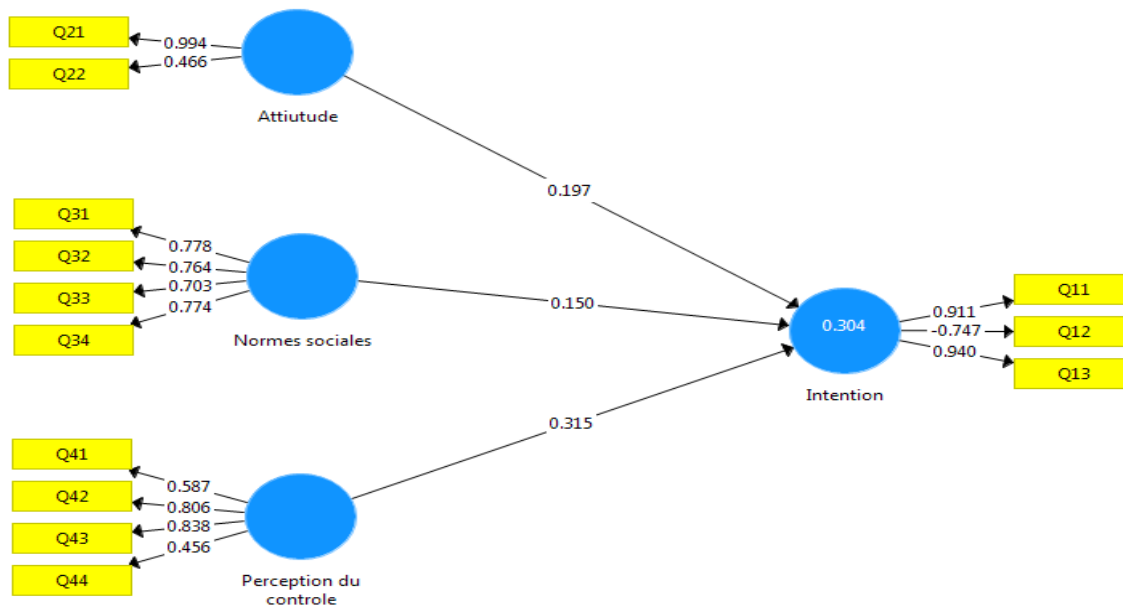 Q21
0.994
0.466
Q22
Attiutude
0.197
Q31
0.778
Q32
0.764
Q33
0.703
0.774
Q34
Normes sociales
0.150
0.304
Intention
Q11
0.911
-0.747
Q12
0.940
Q13
0.315
Q41
0.587
Q42
0.806
0.838
Q43
0.456
Q44
Perception du
controle